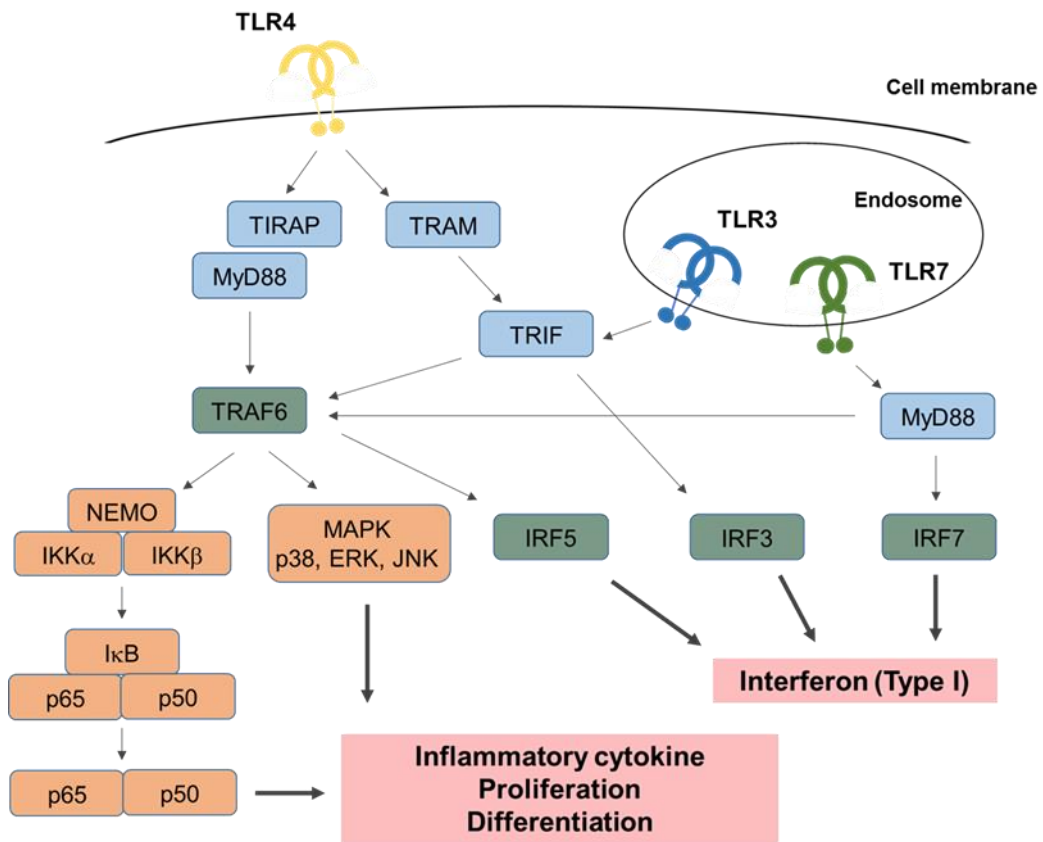 TLR4
Cell membrane
Endosome
TLR3
TLR7
TIRAP
TRAM
MyD88
TRIF
TRAF6
MyD88
NEMO
IKKα
IKKβ
MAPK
p38, ERK, JNK
IRF5
IRF3
IRF7
IκB
p65
p50
Interferon (Type I)
p65
p50
Inflammatory cytokine
Proliferation
Differentiation